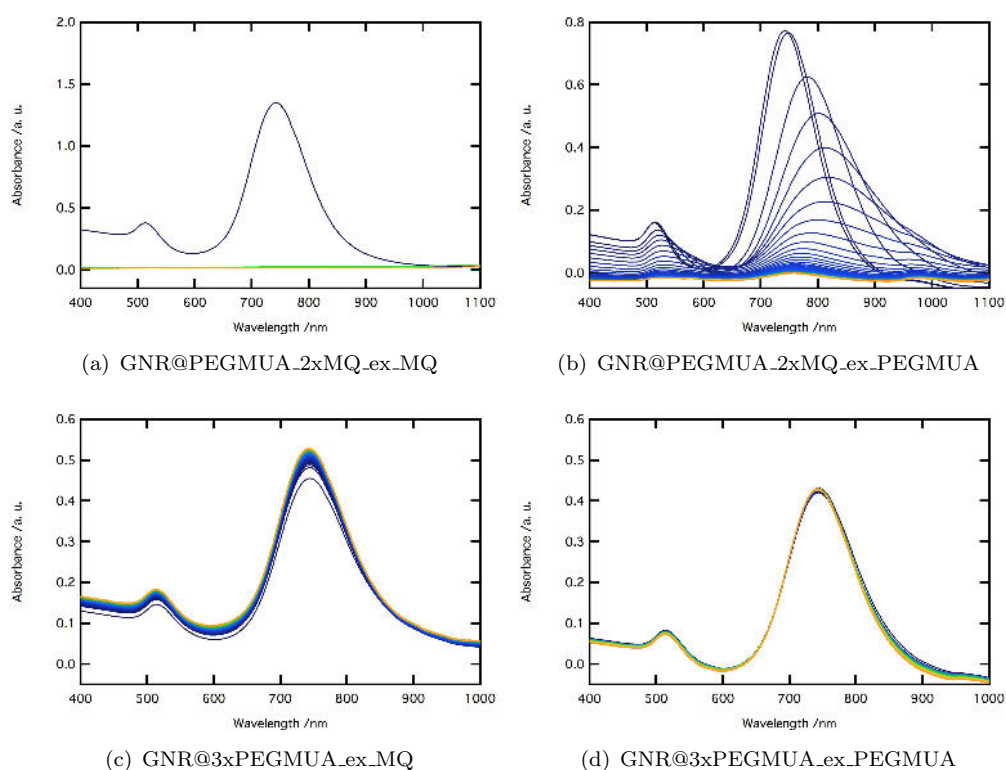 2.0
1.5
1.0
0.5
0.0
Absorbance /a. u.
400 500 600 700 800 900 1000 1100
Wavelength /nm
(a) GNR@PEGMUA_2xMQ_ex_MQ
0.8
0.6
0.4
0.2
0.0
Absorbance /a. u.
400 500 600 700 800 900 1000 1100
Wavelength /nm
(b) GNR@PEGMUA_2xMQ_ex_PEGMUA
0.6
0.5
0.4
0.3
0.2
0.1
0.0
Absorbance /a. u.
400 500 600 700 800 900 1000
Wavelength /nm
(c) GNR@3xPEGMUA_ex_MQ
0.6
0.5
0.4
0.3
0.2
0.1
0.0
Absorbance /a. u.
400 500 600 700 800 900 1000
Wavelength /nm
(d) GNR@3xPEGMUA_ex_PEGMUA